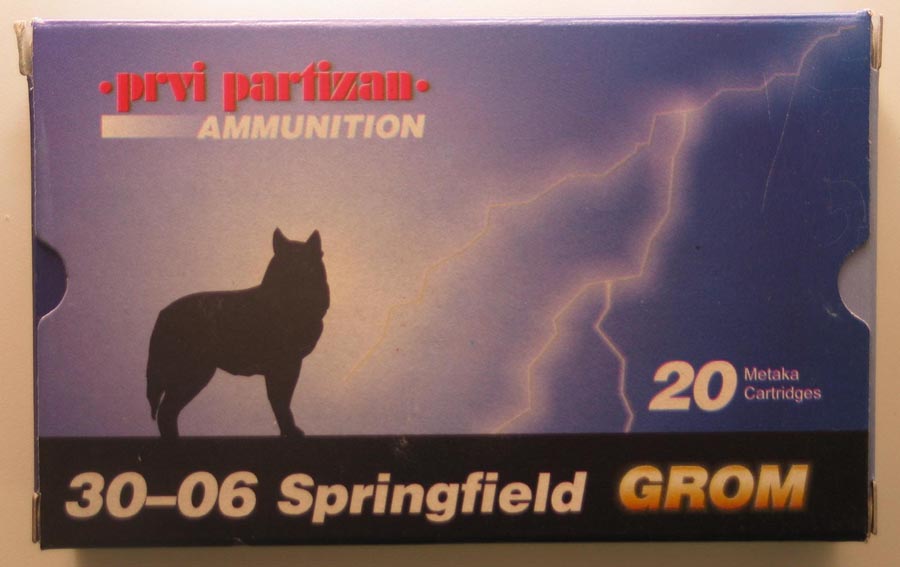 • prvi partizan •
AMMUNITION
20 Metaka
Cartridges
30–06 Springfield GROM